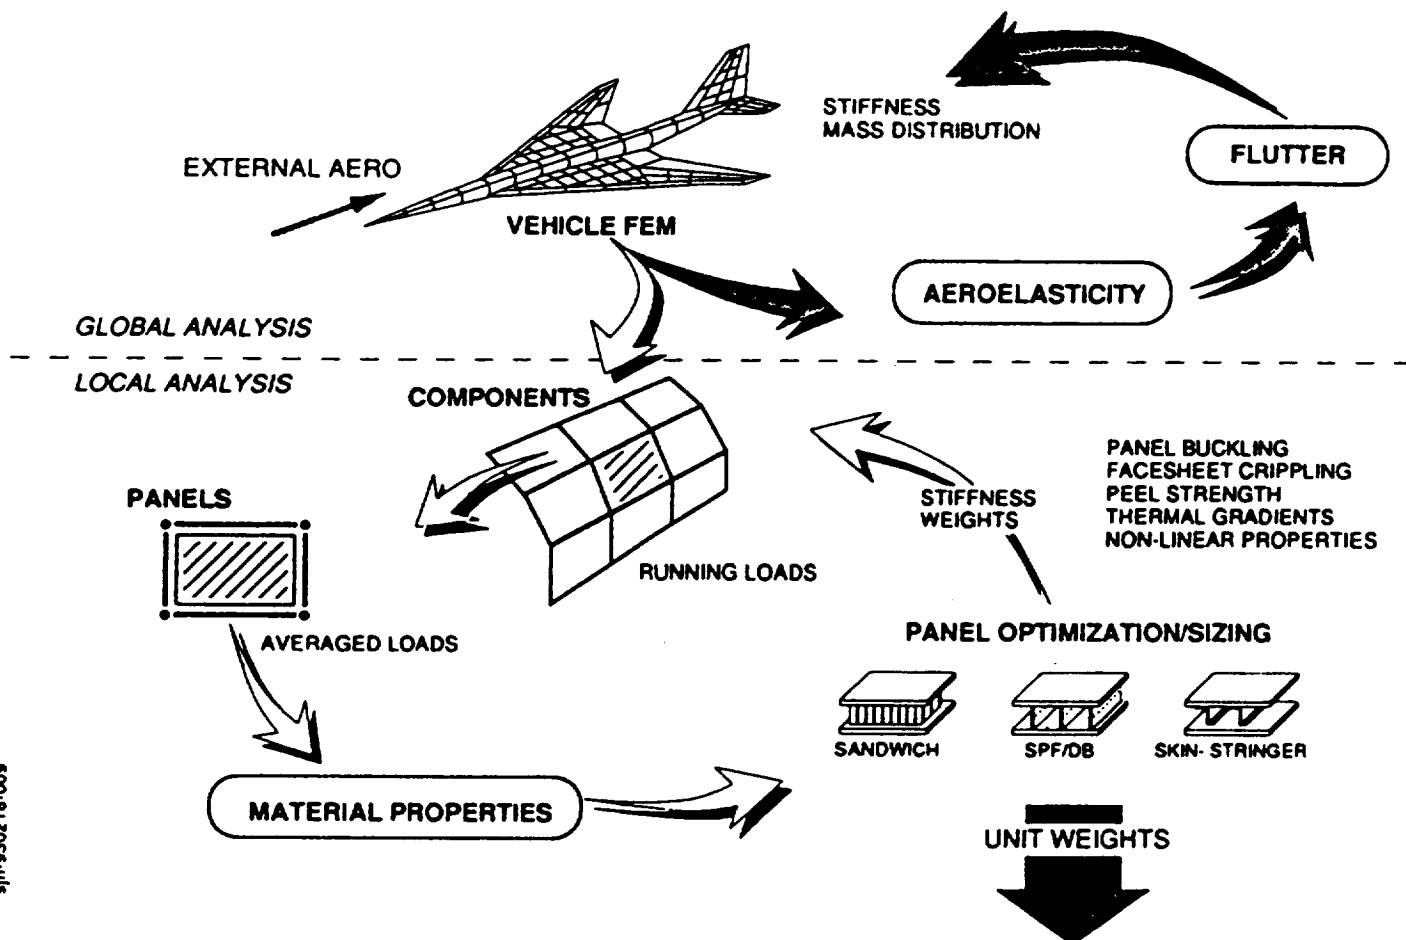 STIFFNESS
MASS DISTRIBUTION
FLUTTER
EXTERNAL AERO
VEHICLE FEM
AEROELASTICITY
GLOBAL ANALYSIS
LOCAL ANALYSIS
COMPONENTS
PANEL BUCKLING
FACESHEET CRIPPLING
PEEL STRENGTH
THERMAL GRADIENTS
NON-LINEAR PROPERTIES
PANELS
STIFFNESS
WEIGHTS
RUNNING LOADS
AVERAGED LOADS
PANEL OPTIMIZATION/SIZING
SANDWICH
SPF/DB
SKIN- STRINGER
MATERIAL PROPERTIES
UNIT WEIGHTS